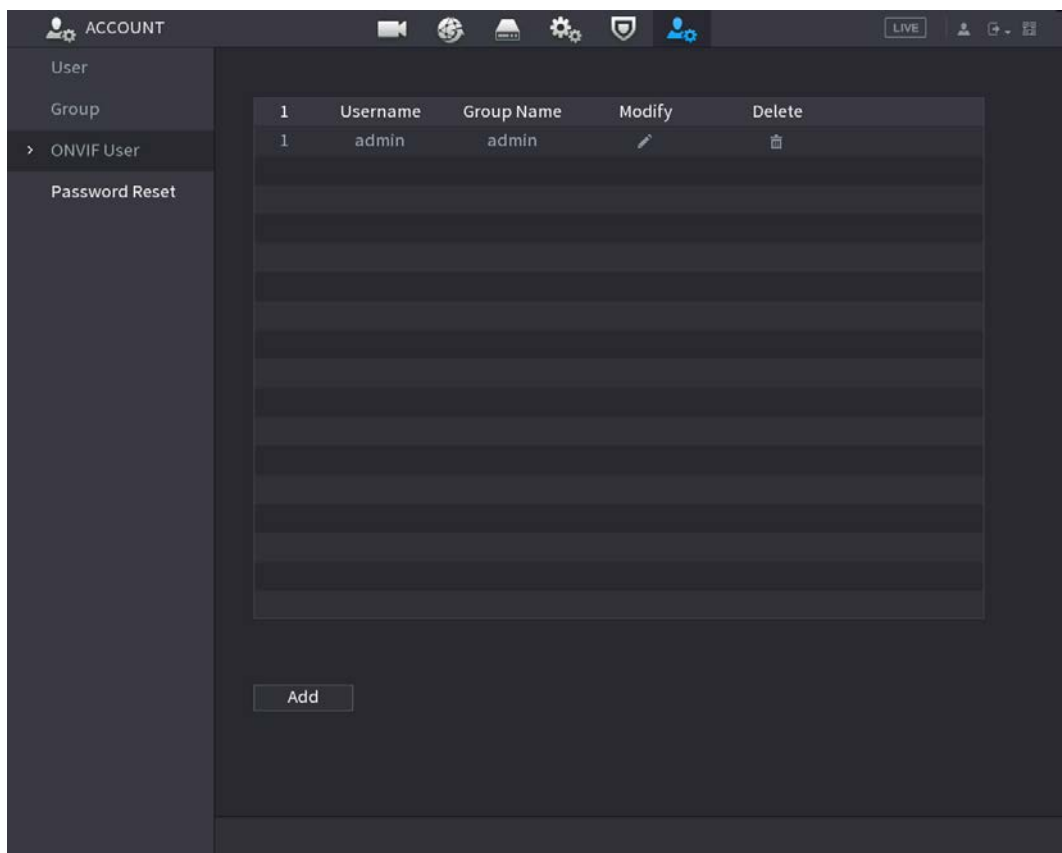 ACCOUNT LIVE
User
Group
ONVIF User
Password Reset
1 Username Group Name Modify Delete
1 admin admin
Add